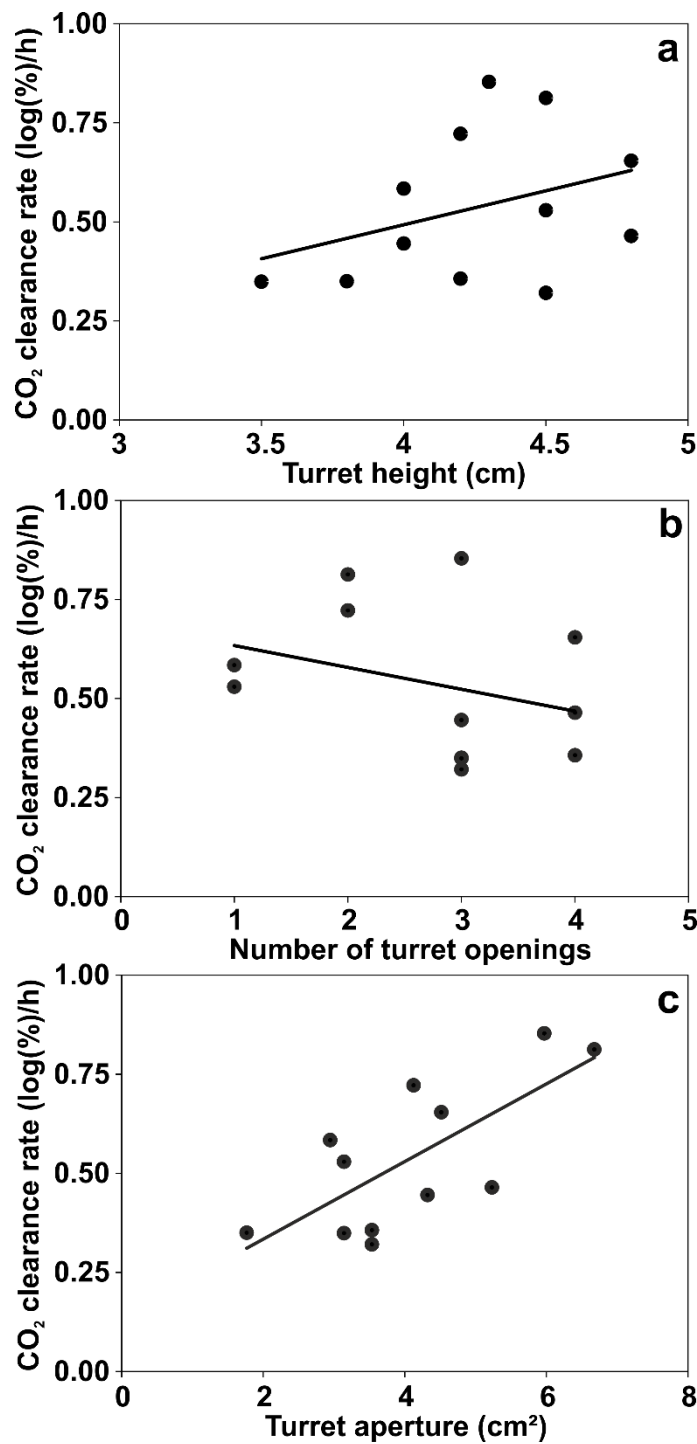 a
CO₂ clearance rate (log(%)/h)
1.00
0.75
0.50
0.25
0.00
3 3.5 4 4.5 5
Turret height (cm)
b
CO₂ clearance rate (log(%)/h)
1.00
0.75
0.50
0.25
0.00
0 1 2 3 4 5
Number of turret openings
c
CO₂ clearance rate (log(%)/h)
1.00
0.75
0.50
0.25
0.00
0 2 4 6 8
Turret aperture (cm²)